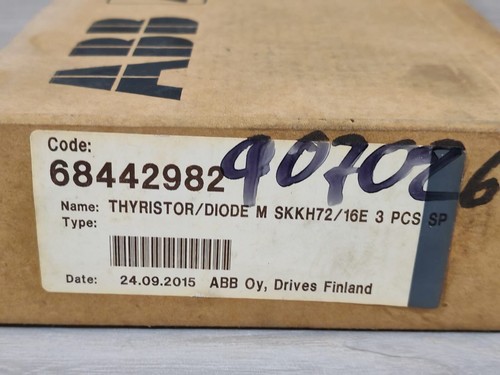 ABB
Code:
68442982 907026
Name: THYRISTOR/DIODE M SKKH72/16E 3 PCS SP
Type:
Date: 24.09.2015 ABB Oy, Drives Finland